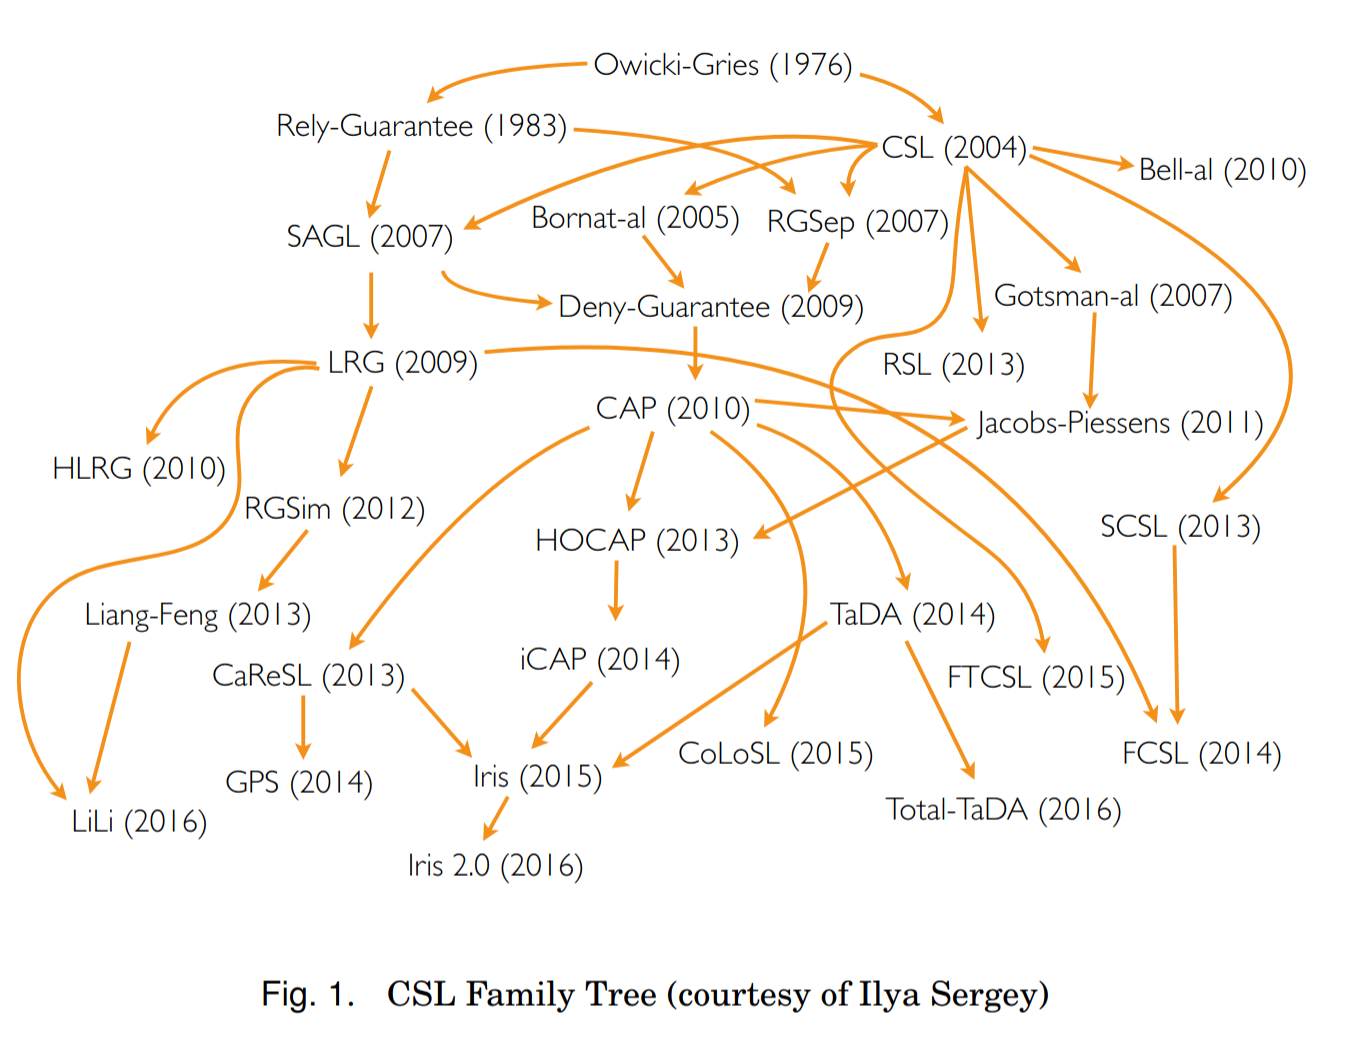 Owicki-Gries (1976)
Rely-Guarantee (1983)
CSL (2004)
Bell-al (2010)
Bornat-al (2005)
RGSep (2007)
SAGL (2007)
Gotsman-al (2007)
Deny-Guarantee (2009)
LRG (2009)
RSL (2013)
CAP (2010)
Jacobs-Piessens (2011)
HLRG (2010)
RGSim (2012)
SCSL (2013)
HOCAP (2013)
Liang-Feng (2013)
TaDA (2014)
iCAP (2014)
CaReSL (2013)
FTCSL (2015)
CoLoSL (2015)
FCSL (2014)
GPS (2014)
Iris (2015)
Total-TaDA (2016)
LiLi (2016)
Iris 2.0 (2016)
Fig. 1. CSL Family Tree (courtesy of Ilya Sergey)